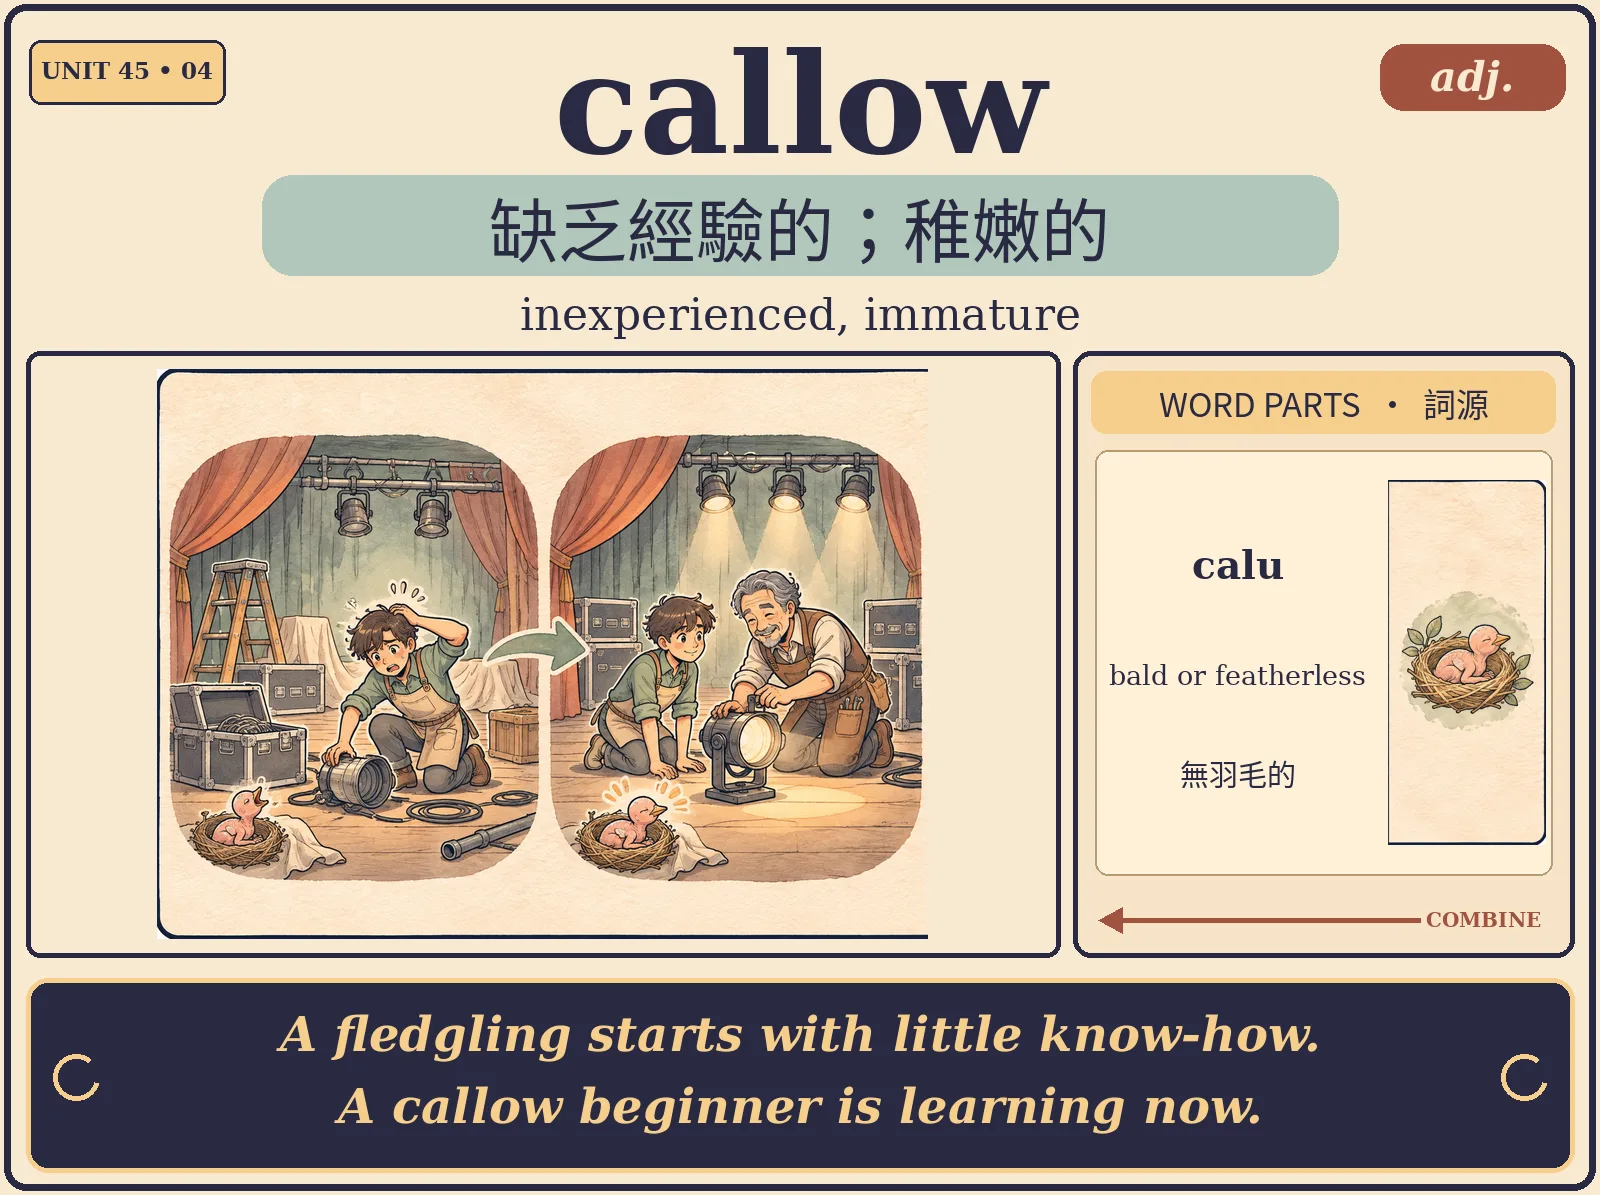 UNIT 45 • 04
callow
adj.
缺乏經驗的；稚嫩的
inexperienced, immature
WORD PARTS • 詞源
calu
bald or featherless
無羽毛的
COMBINE
A fledgling starts with little know-how.
A callow beginner is learning now.